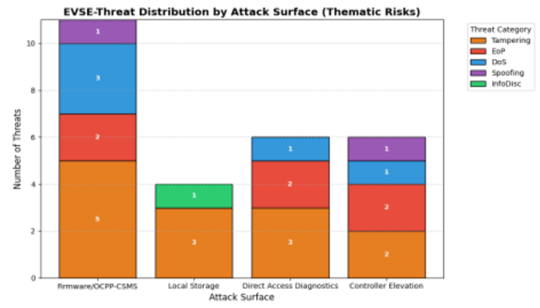 EVSE-Threat Distribution by Attack Surface (Thematic Risks)
Threat Category
Tampering
EoP
DoS
Spoofing
InfoDisc
Number of Threats
10
8
6
4
2
0
1
3
2
5
1
3
1
2
3
1
1
2
2
Firmware/OCPP-CSMS
Local Storage
Direct Access Diagnostics
Controller Elevation
Attack Surface